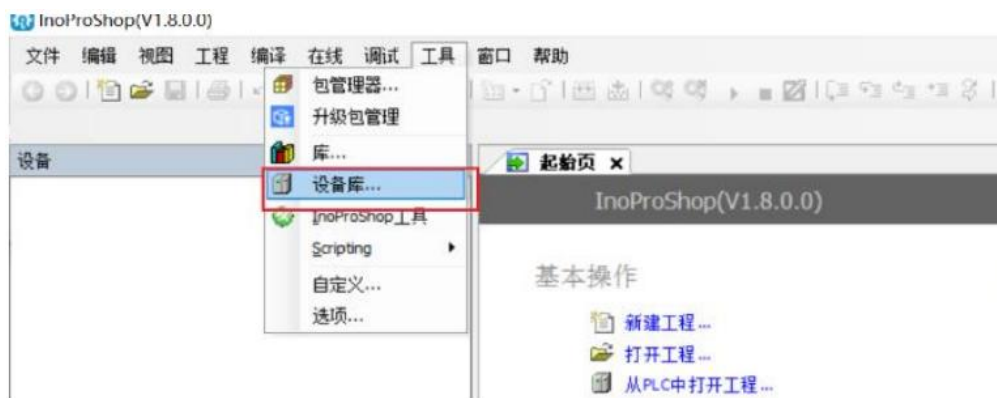 InoProShop(V1.8.0.0)
文件 编辑 视图 工程 编译 在线 调试 工具 窗口 帮助
包管理器...
升级包管理
设备
库...
起始页
设备库...
InoProShop(V1.8.0.0)
InoProShop工具
Scripting
基本操作
自定义...
选项...
新建工程...
打开工程...
从PLC中打开工程...